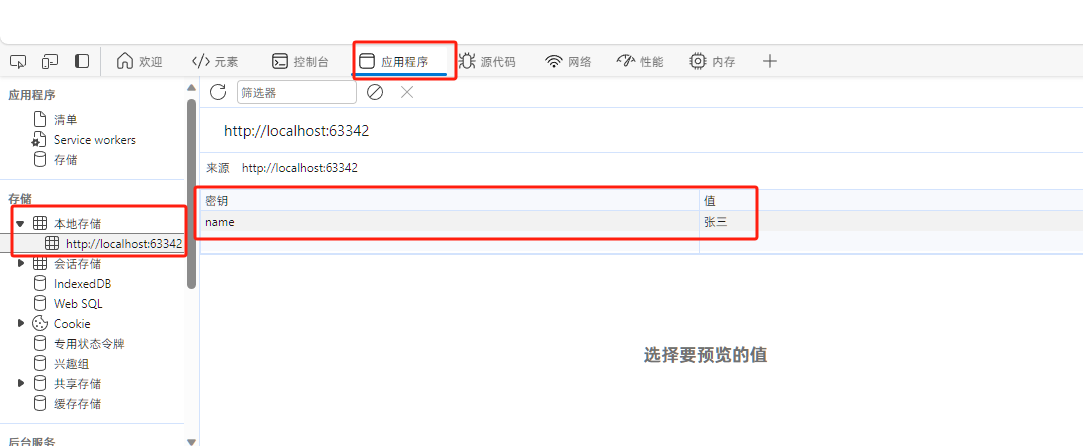 欢迎 元素 控制台 应用程序 源代码 网络 性能 内存
应用程序
清单
Service workers
存储
存储
本地存储
http://localhost:63342
会话存储
IndexedDB
Web SQL
Cookie
专用状态令牌
兴趣组
共享存储
缓存存储
后台服务
筛选器
http://localhost:63342
来源 http://localhost:63342
密钥 值
name 张三
选择要预览的值